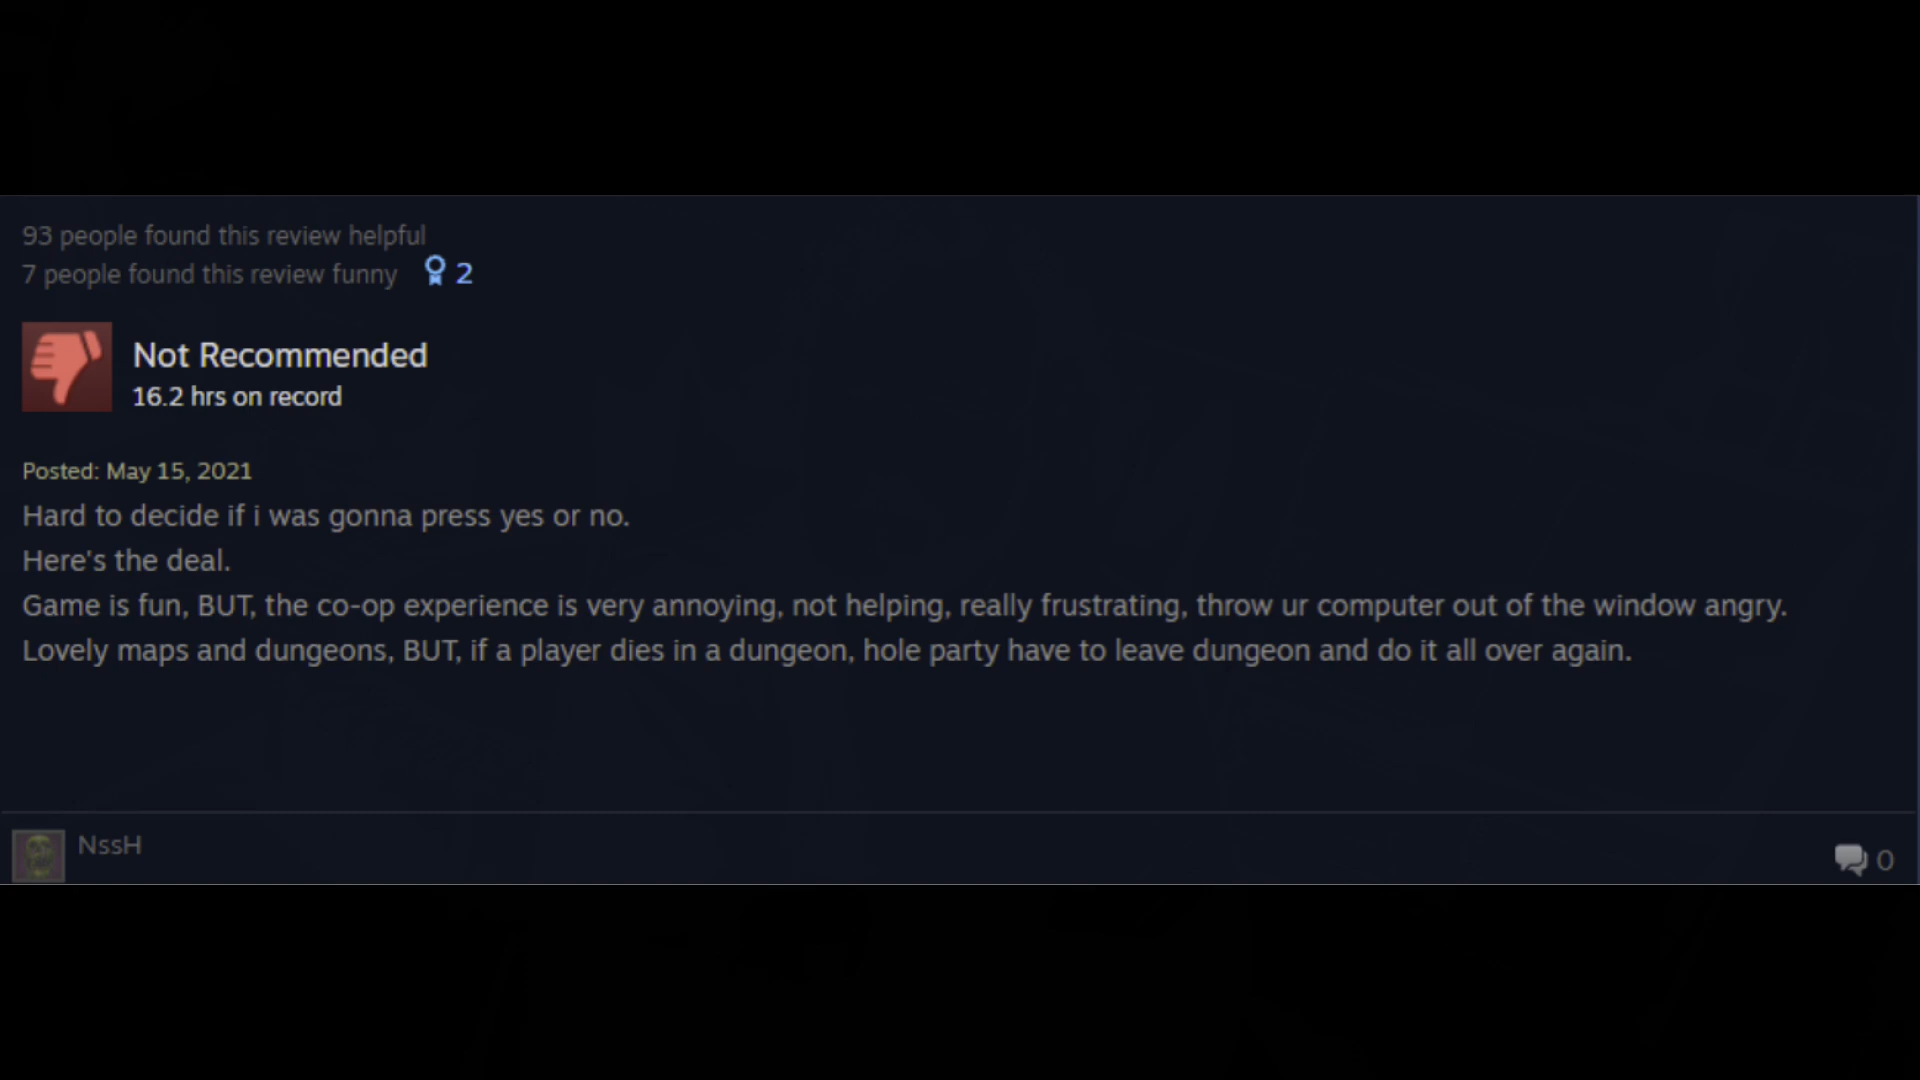 93 people found this review helpful
7 people found this review funny 2
Not Recommended
16.2 hrs on record
Posted: May 15, 2021
Hard to decide if i was gonna press yes or no.
Here's the deal.
Game is fun, BUT, the co-op experience is very annoying, not helping, really frustrating, throw ur computer out of the window angry.
Lovely maps and dungeons, BUT, if a player dies in a dungeon, hole party have to leave dungeon and do it all over again.
NssH
0